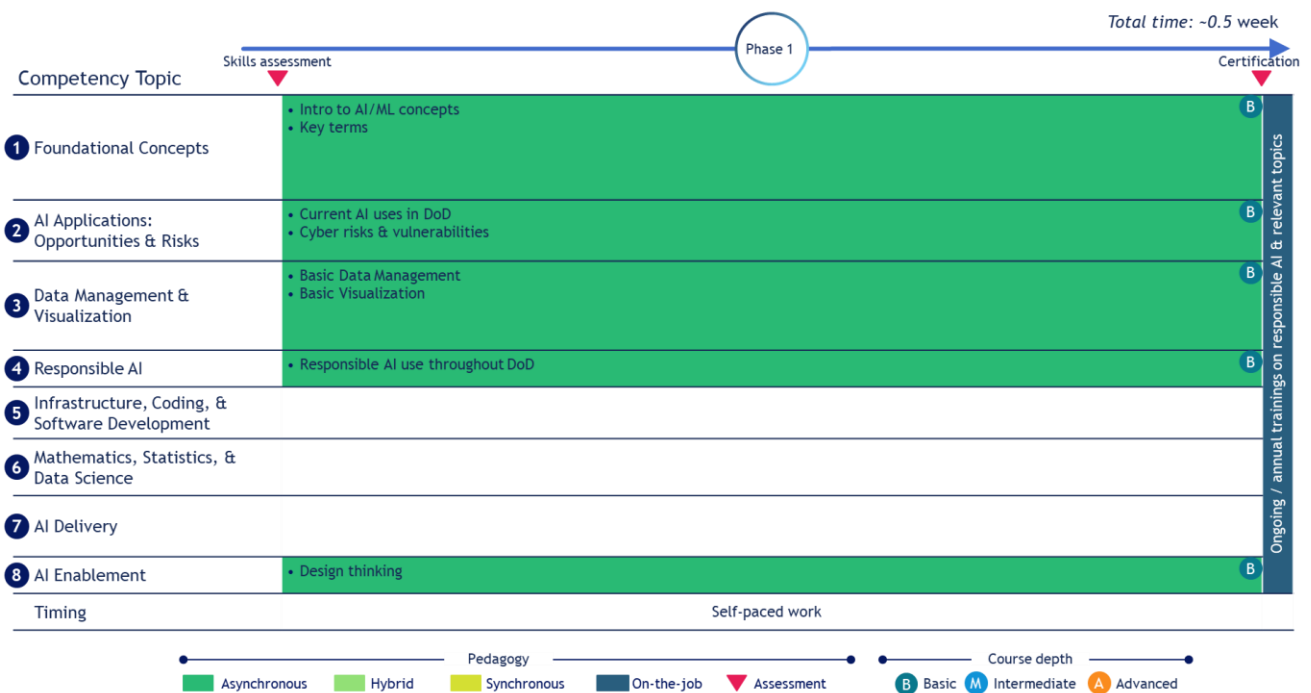 Total time: ~0.5 week
Phase 1
Skills assessment
Certification
Competency Topic
1 Foundational Concepts
• Intro to AI/ML concepts
• Key terms
B
2 AI Applications:
Opportunities & Risks
• Current AI uses in DoD
• Cyber risks & vulnerabilities
B
3 Data Management &
Visualization
• Basic Data Management
• Basic Visualization
B
4 Responsible AI
• Responsible AI use throughout DoD
B
5 Infrastructure, Coding, &
Software Development
6 Mathematics, Statistics, &
Data Science
7 AI Delivery
8 AI Enablement
• Design thinking
B
Ongoing / annual trainings on responsible AI & relevant topics
Timing
Self-paced work
Pedagogy
Asynchronous
Hybrid
Synchronous
On-the-job
Assessment
Course depth
B Basic
M Intermediate
A Advanced